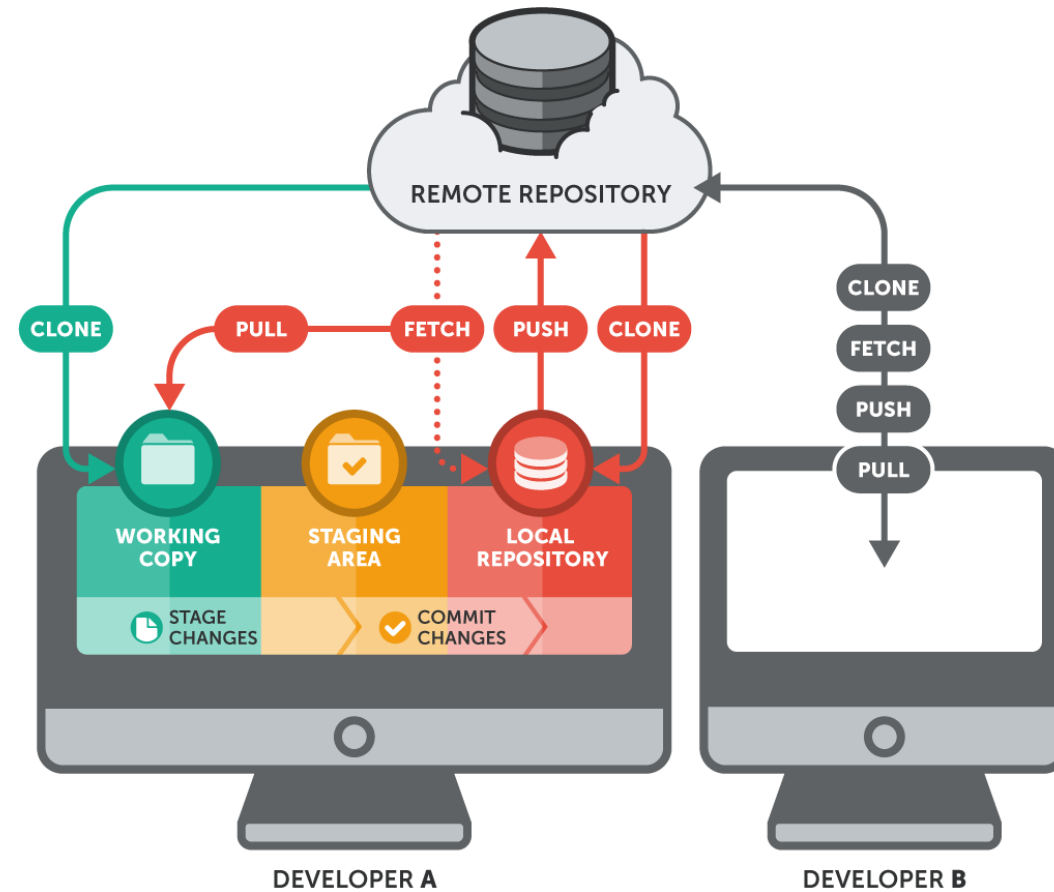 REMOTE REPOSITORY
CLONE
PULL
FETCH
PUSH
CLONE
CLONE
FETCH
PUSH
PULL
WORKING
COPY
STAGING
AREA
LOCAL
REPOSITORY
STAGE
CHANGES
COMMIT
CHANGES
DEVELOPER A
DEVELOPER B